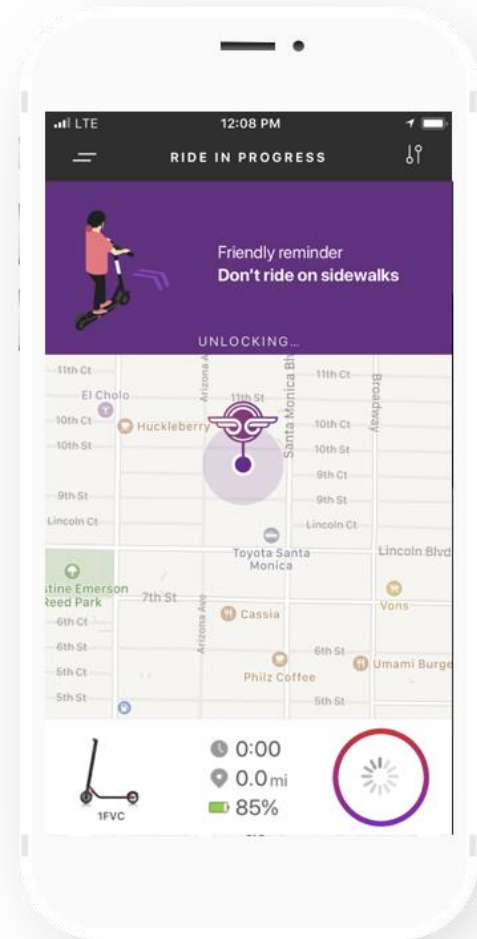 LTE
12:08 PM
RIDE IN PROGRESS
Friendly reminder
Don't ride on sidewalks
UNLOCKING...
11th Ct
Arizona A
11th St
Santa Monica Blv
11th Ct
Broadway
El Cholo
10th Ct
Huckleberry
10th Ct
10th St
10th St
9th Ct
9th St
9th St
Lincoln Ct
Lincoln Ct
Toyota Santa
Monica
Lincoln Blvd
stine Emerson
Reed Park
7th St
Arizona Ave
Cassia
Vons
6th Ct
6th St
6th St
Umami Burge
5th Ct
Philz Coffee
5th St
5th St
0:00
0.0 mi
85%
1FVC